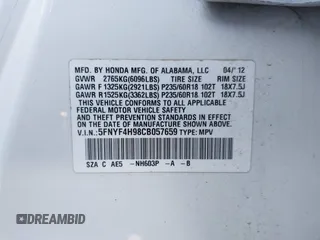 MFD. BY HONDA MFG. OF ALABAMA, LLC 04/12
GVWR 2765KG(6096LBS) TIRE SIZE RIM SIZE
GAWR F 1325KG(2921LBS) P235/60R18 102T 18X7.5J
GAWR R1525KG(3362LBS) P235/60R18 102T 18X7.5J
THIS VEHICLE CONFORMS TO ALL APPLICABLE
FEDERAL MOTOR VEHICLE SAFETY AND THEFT
PREVENTION STANDARDS IN EFFECT ON THE DATE
OF MANUFACTURE SHOWN ABOVE.
V.I.N.: 5FNYF4H98CB057659 TYPE: MPV
SZA C AE5 -NH603P -A -B